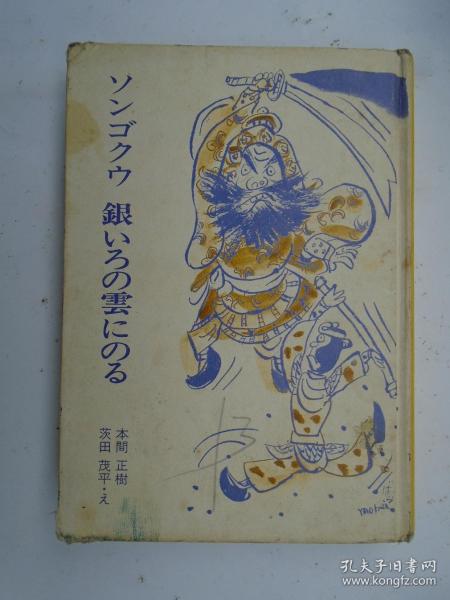 ソンゴクウ 銀いろの雲にのる
本間 正樹
茨田 茂平・え
孔夫子旧书网
www.kongfz.com